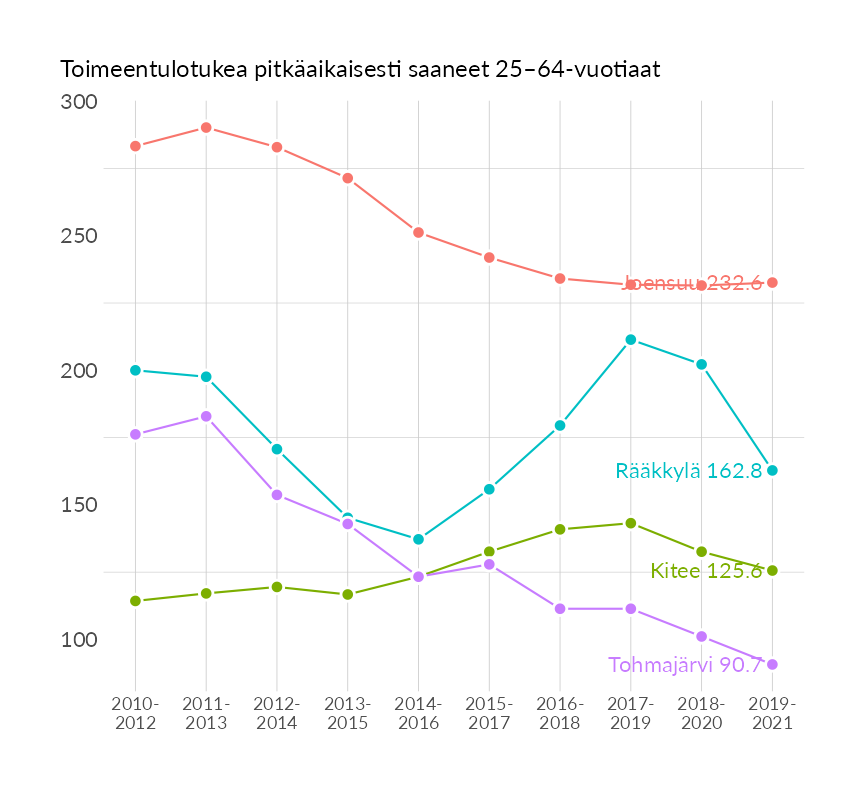 Toimeentulotukea pitkäaikaisesti saaneet 25–64-vuotiaat
300
250
200
150
100
Joensuu 232.6
Rääkkylä 162.8
Kitee 125.6
Tohmajärvi 90.7
2010- 2011- 2012- 2013- 2014- 2015- 2016- 2017- 2018- 2019-
2012 2013 2014 2015 2016 2017 2018 2019 2020 2021